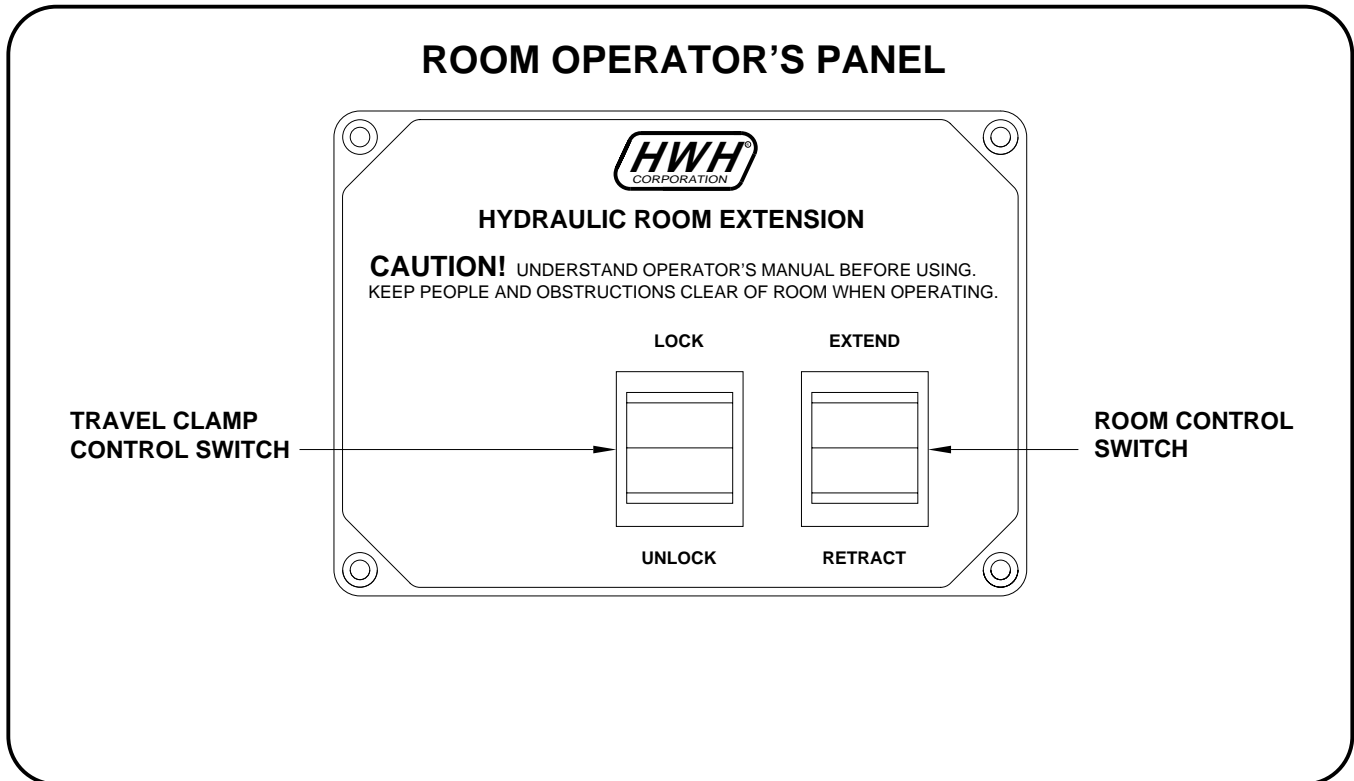 ROOM OPERATOR'S PANEL
HWH®
CORPORATION
HYDRAULIC ROOM EXTENSION
CAUTION! UNDERSTAND OPERATOR'S MANUAL BEFORE USING.
KEEP PEOPLE AND OBSTRUCTIONS CLEAR OF ROOM WHEN OPERATING.
LOCK EXTEND
TRAVEL CLAMP
CONTROL SWITCH
ROOM CONTROL
SWITCH
UNLOCK RETRACT